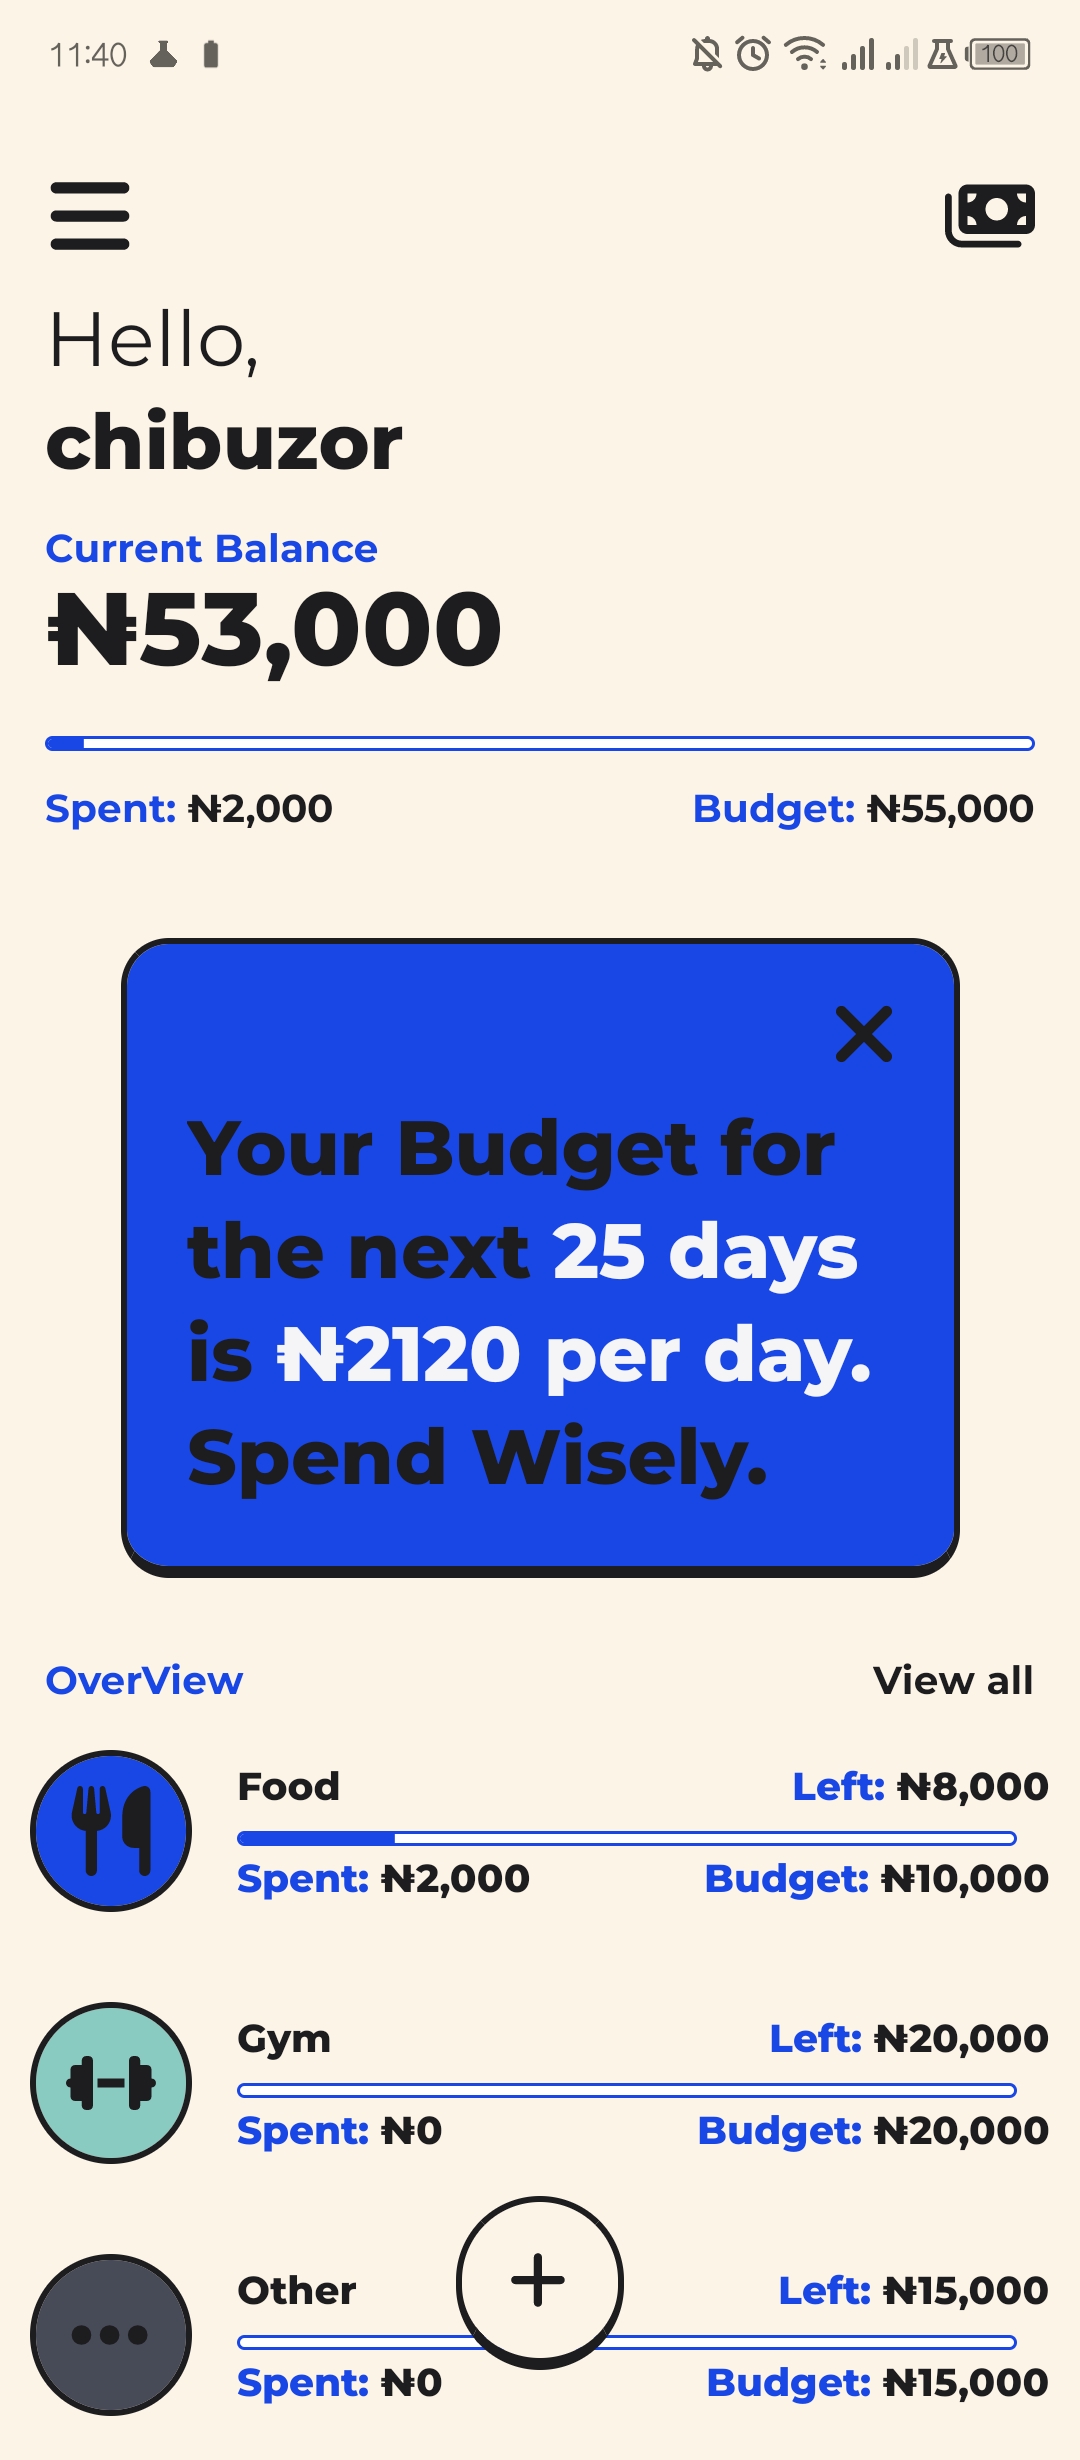 11:40
100
Hello,
chibuzor
Current Balance
₦53,000
Spent: ₦2,000 Budget: ₦55,000
Your Budget for
the next 25 days
is ₦2120 per day.
Spend Wisely.
OverView View all
Food Left: ₦8,000
Spent: ₦2,000 Budget: ₦10,000
Gym Left: ₦20,000
Spent: ₦0 Budget: ₦20,000
Other Left: ₦15,000
Spent: ₦0 Budget: ₦15,000